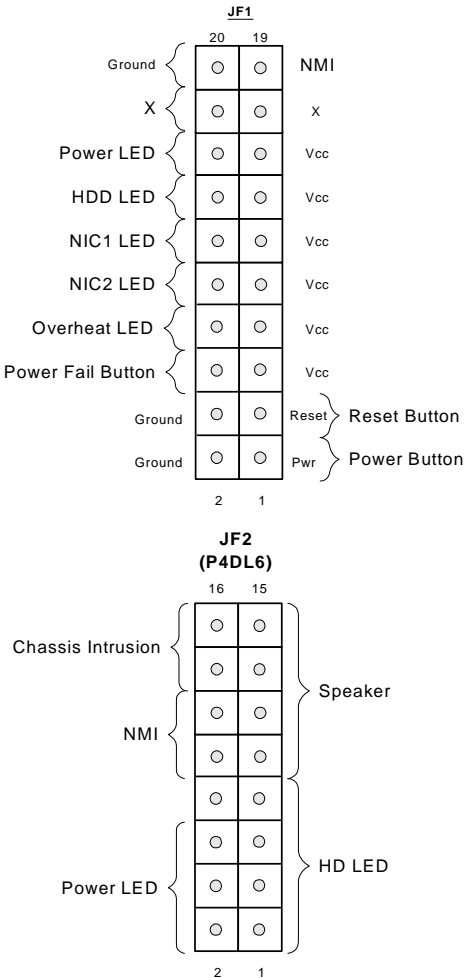 JF1
20 19
Ground NMI
X X
Power LED Vcc
HDD LED Vcc
NIC1 LED Vcc
NIC2 LED Vcc
Overheat LED Vcc
Power Fail Button Vcc
Ground Reset Reset Button
Ground Pwr Power Button
2 1
JF2
(P4DL6)
16 15
Chassis Intrusion
Speaker
NMI
HD LED
Power LED
2 1